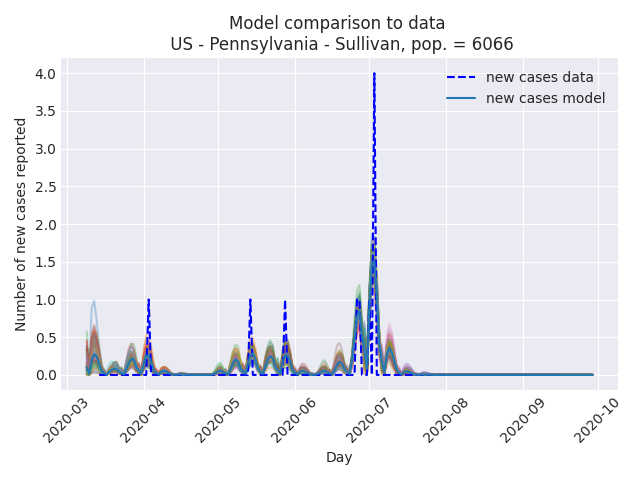 Model comparison to data
US - Pennsylvania - Sullivan, pop. = 6066
new cases data
new cases model
Number of new cases reported
4.0
3.5
3.0
2.5
2.0
1.5
1.0
0.5
0.0
2020-03
2020-04
2020-05
2020-06
2020-07
2020-08
2020-09
2020-10
Day